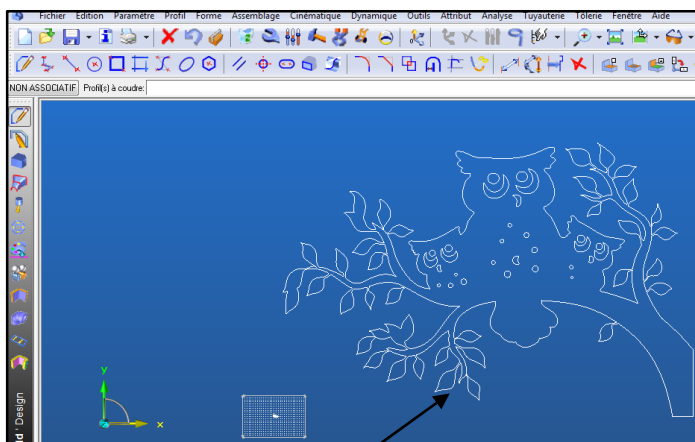 Fichier Edition Paramètre Profil Forme Assemblage Cinématique Dynamique Outils Attribut Analyse Tuyauterie Tôlerie Fenêtre Aide
NON ASSOCIATIF Profil(s) à coudre:
y
x
' Design